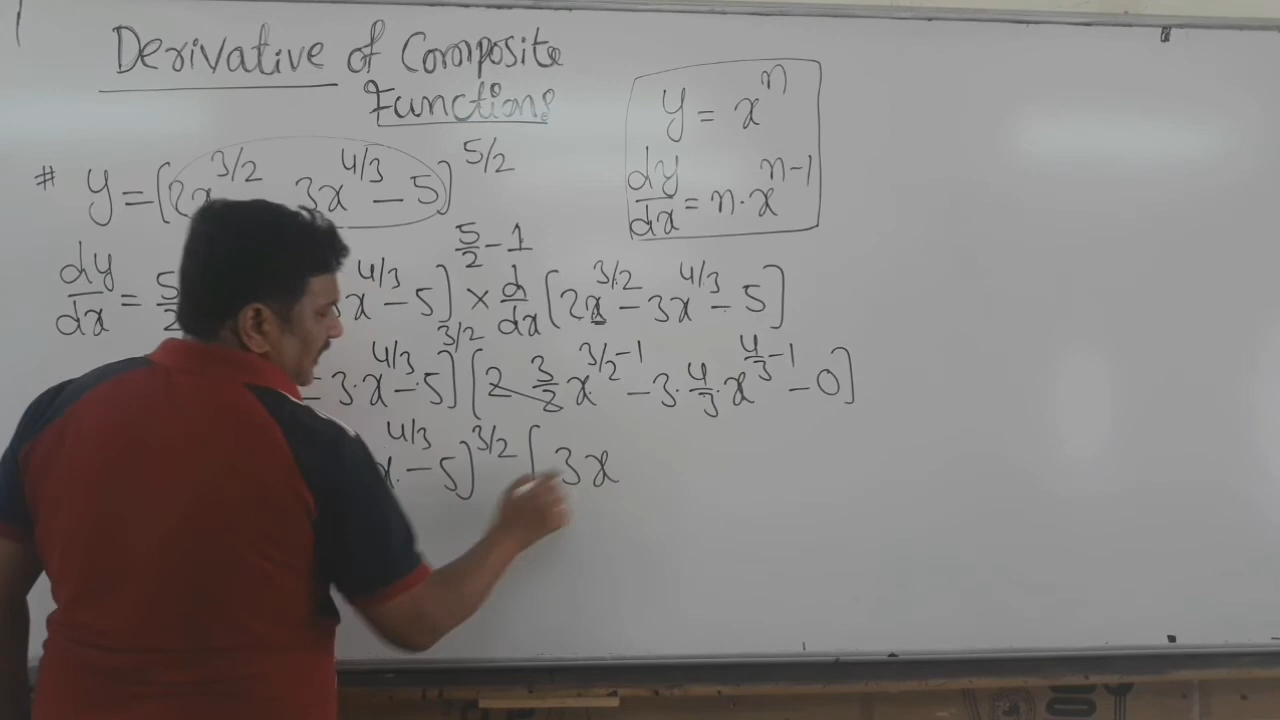 Derivative of Composite
Functions
y = x^n
dy/dx = n·x^(n-1)
# y = [2x^(3/2) 3x^(4/3) - 5]^(5/2)
dy/dx = 5/2 x^(4/3) - 5]^(5/2 - 1) × d/dx [2x^(3/2) - 3x^(4/3) - 5]
= 3·x^(4/3) - 5]^(3/2) [2 3/2 x^(3/2 - 1) - 3·4/3·x^(4/3 - 1) - 0]
x^(4/3) - 5]^(3/2) [3x